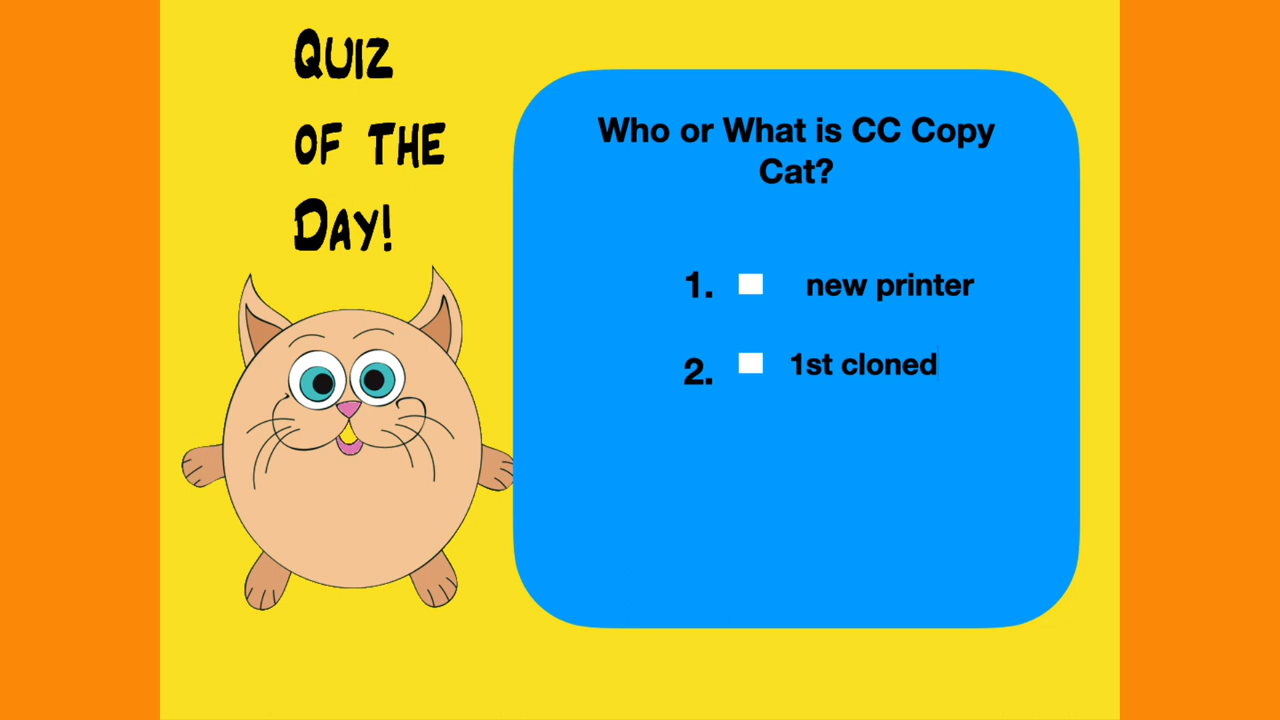 Quiz
of the
Day!
Who or What is CC Copy
Cat?
1. new printer
2. 1st cloned